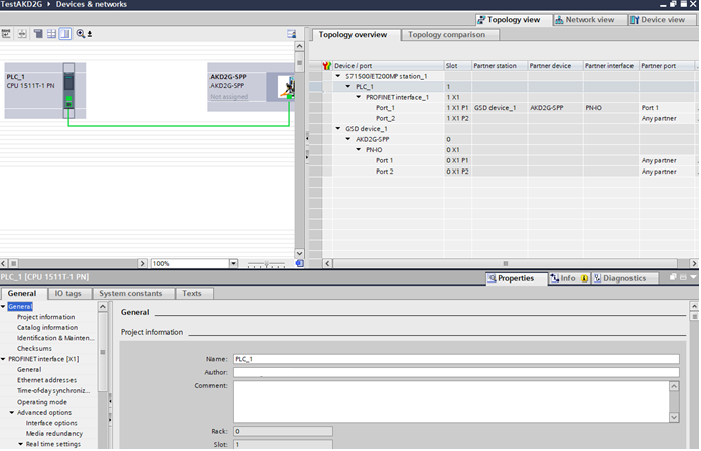 TestAKD2G ▸ Devices & networks
Topology view
Network view
Device view
Topology overview
Topology comparison
PLC_1
CPU 1511T-1 PN
AKD2G-SPP
AKD2G-SPP
Not assigned
100%
Device / port Slot Partner station Partner device Partner interface Partner port
S71500/ET200MP station_1
PLC_1 1
PROFINET interface_1 1 X1
Port_1 1 X1 P1 GSD device_1 AKD2G-SPP PN-IO Port 1
Port_2 1 X1 P2 Any partner
GSD device_1
AKD2G-SPP 0
PN-IO 0 X1
Port 1 0 X1 P1 Any partner
Port 2 0 X1 P2 Any partner
PLC_1 [CPU 1511T-1 PN]
Properties
Info
Diagnostics
General
IO tags
System constants
Texts
General
Project information
Catalog information
Identification & Mainten...
Checksums
PROFINET interface [X1]
General
Ethernet addresses
Time-of-day synchroniz...
Operating mode
Advanced options
Interface options
Media redundancy
Real time settings
General
Project information
Name: PLC_1
Author:
Comment:
Rack: 0
Slot: 1